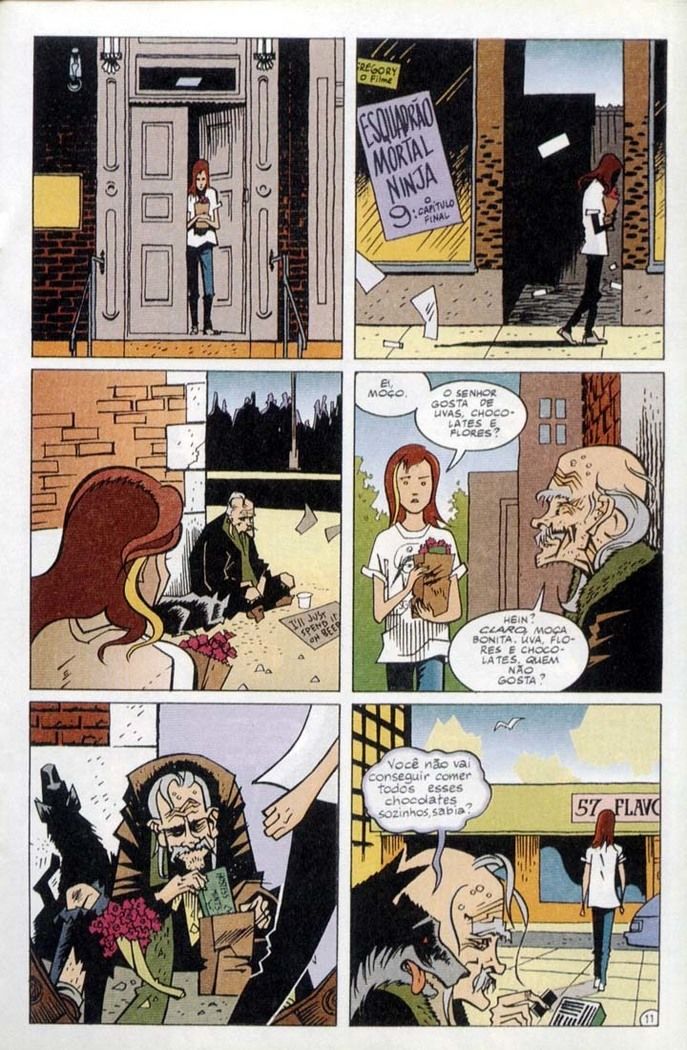 GREGORY
O Filme
ESQUADRÃO
MORTAL
NINJA
9: O
CAPÍTULO
FINAL
I'll JUST
SPEND IT
ON BEER
EI,
MOÇO.
O SENHOR
GOSTA DE
UVAS, CHOCO-
LATES E
FLORES?
HEIN?
CLARO, MOÇA
BONITA. UVA, FLO-
RES E CHOCO-
LATES, QUEM
NÃO
GOSTA?
Você não vai
conseguir comer
todos esses
chocolates
sozinhos, sabia?
57 FLAVO
11